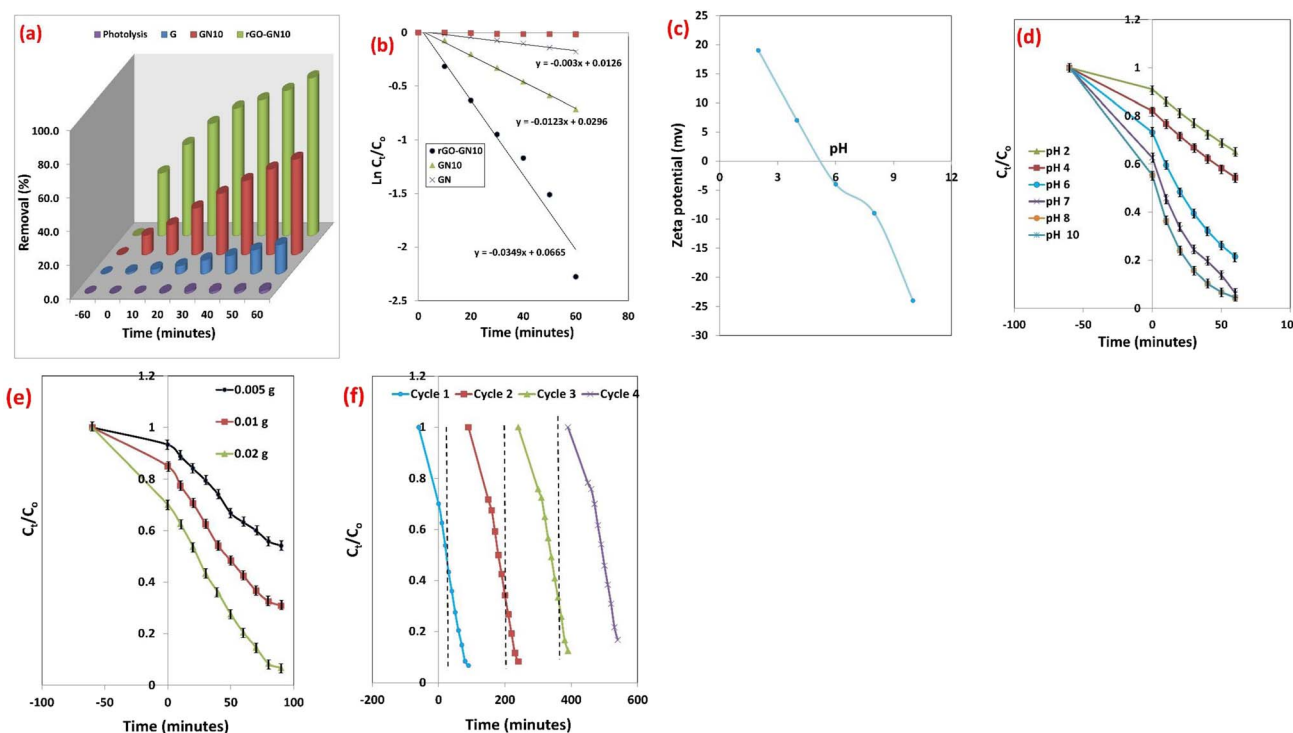 (a)
Photolysis G GN10 rGO-GN10
Removal (%)
100.0
80.0
60.0
40.0
20.0
0.0
-60 0 10 20 30 40 50 60
Time (minutes)
(b)
Ln Ct/Co
0
-0.5
-1
-1.5
-2
-2.5
y = -0.003x + 0.0126
y = -0.0123x + 0.0296
rGO-GN10
GN10
GN
y = -0.0349x + 0.0665
0 20 40 60 80
Time (minutes)
(c)
Zeta potential (mv)
25
20
15
10
5
0
-5
-10
-15
-20
-25
-30
pH
0 3 6 9 12
(d)
Ct/Co
1.2
1
0.8
0.6
0.4
0.2
0
pH 2
pH 4
pH 6
pH 7
pH 8
pH 10
-100 -50 0 50 10
Time (minutes)
(e)
Ct/Co
1.2
1
0.8
0.6
0.4
0.2
0
0.005 g
0.01 g
0.02 g
-100 -50 0 50 100
Time (minutes)
(f)
Ct/Co
1.2
Cycle 1 Cycle 2 Cycle 3 Cycle 4
1
0.8
0.6
0.4
0.2
0
-200 0 200 400 600
Time (minutes)